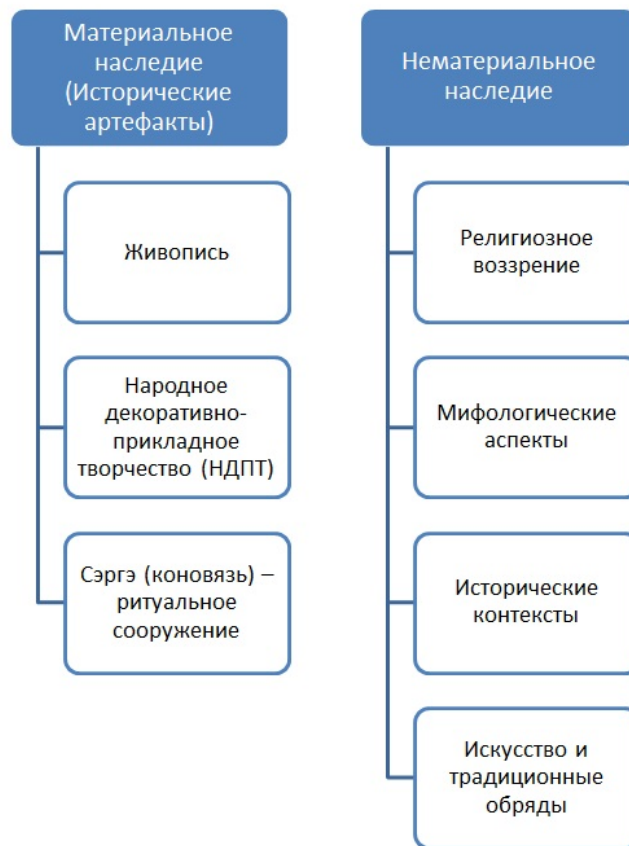 Материальное
наследие
(Исторические
артефакты)
Живопись
Народное
декоративно-
прикладное
творчество (НДПТ)
Сэргэ (коновязь) –
ритуальное
сооружение
Нематериальное
наследие
Религиозное
воззрение
Мифологические
аспекты
Исторические
контексты
Искусство и
традиционные
обряды